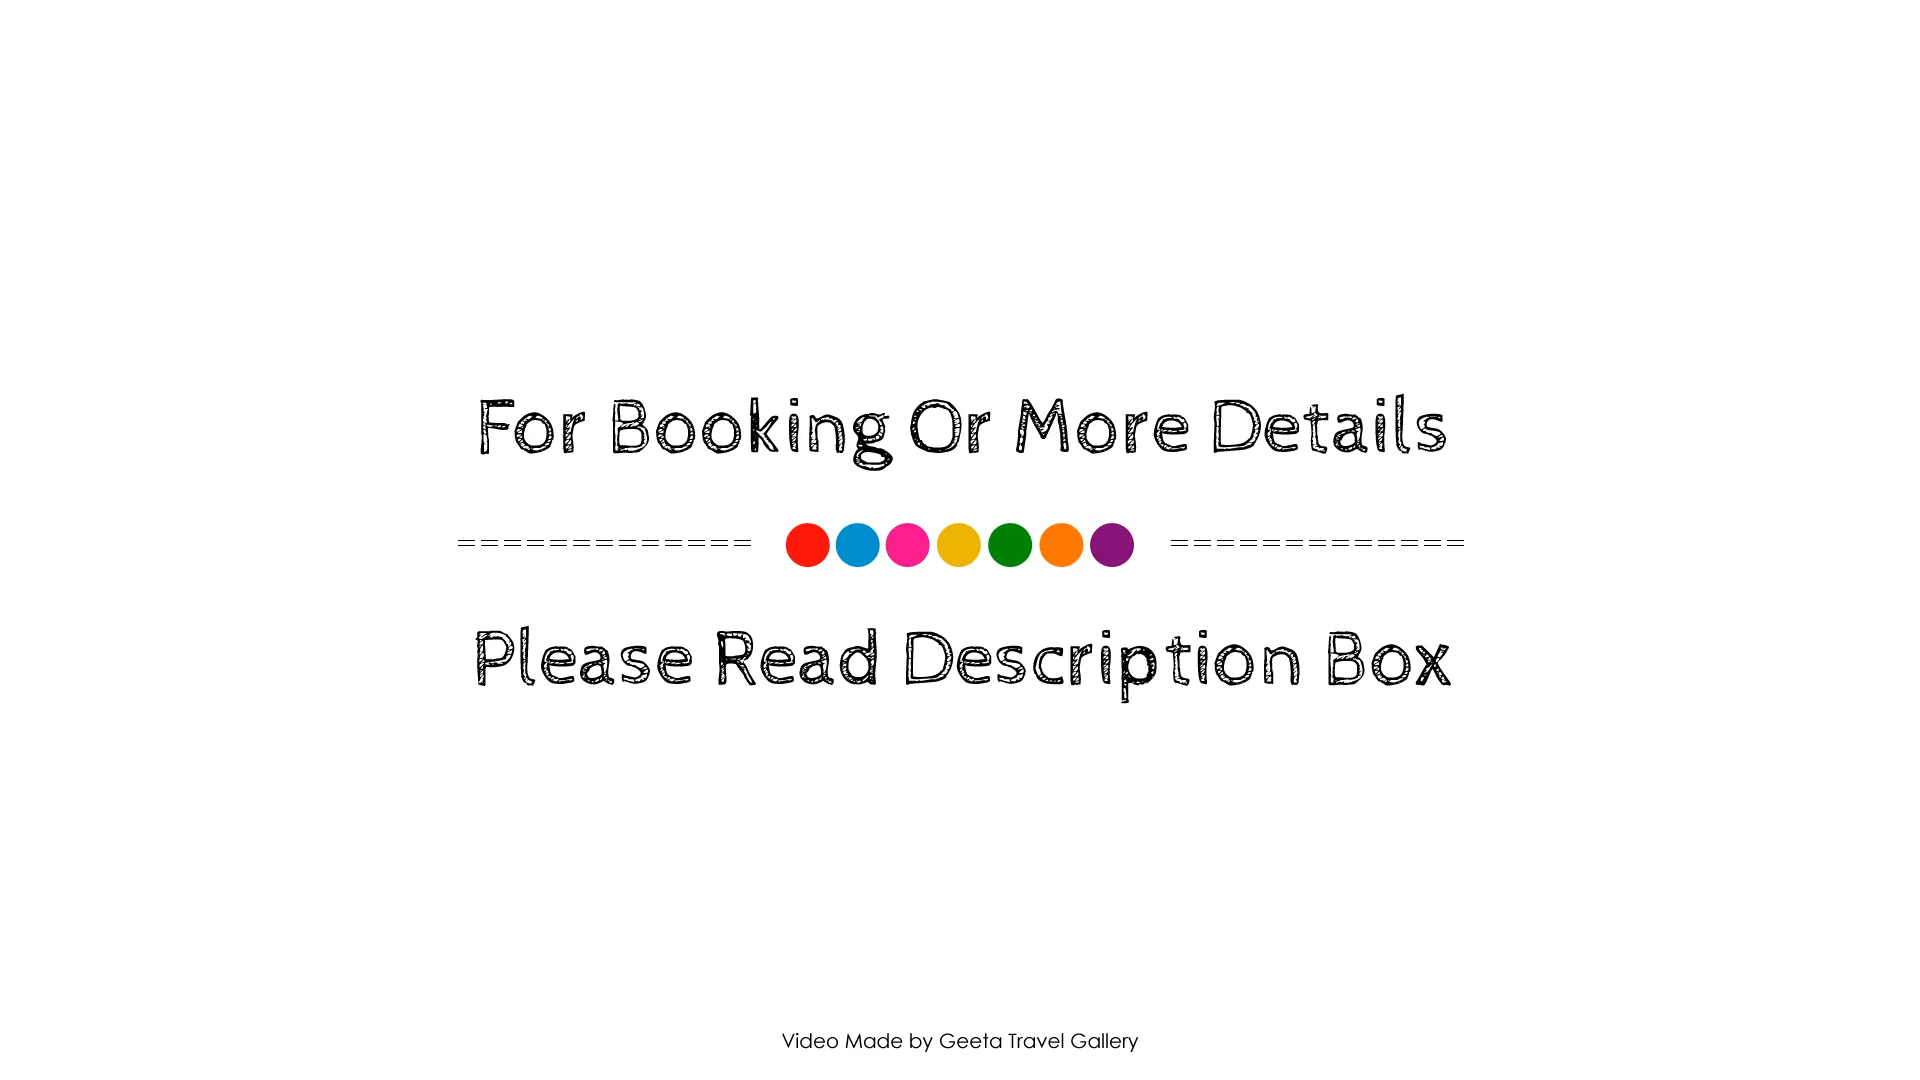 For Booking Or More Details
============= =============
Please Read Description Box
Video Made by Geeta Travel Gallery